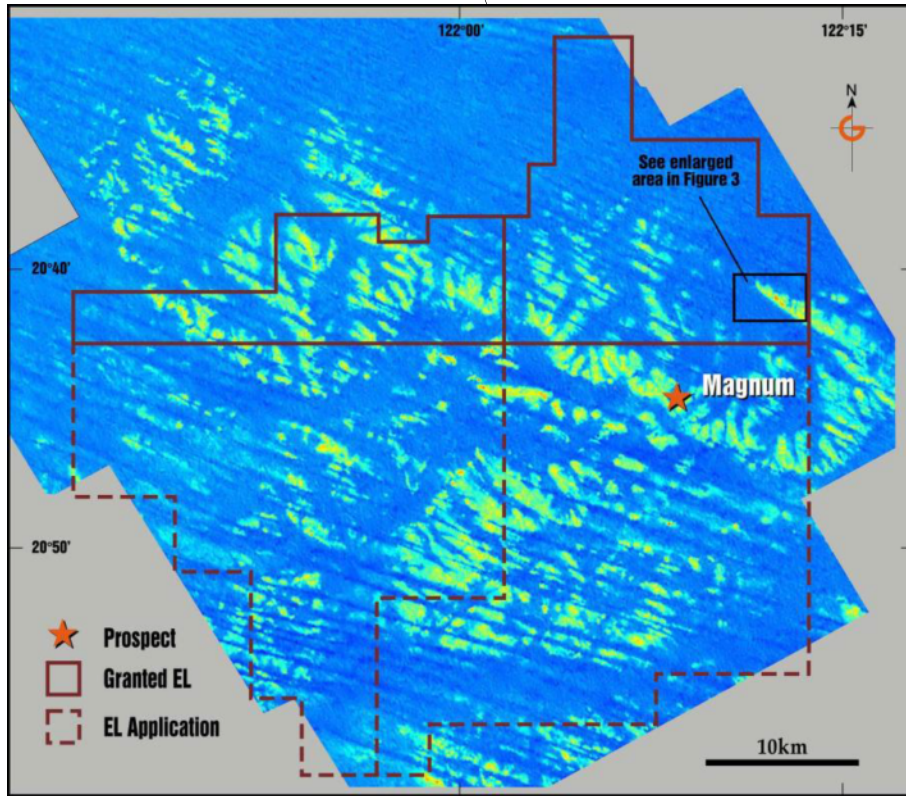 122°00'
122°15'
N
See enlarged
area in Figure 3
20°40'
Magnum
20°50'
Prospect
Granted EL
EL Application
10km